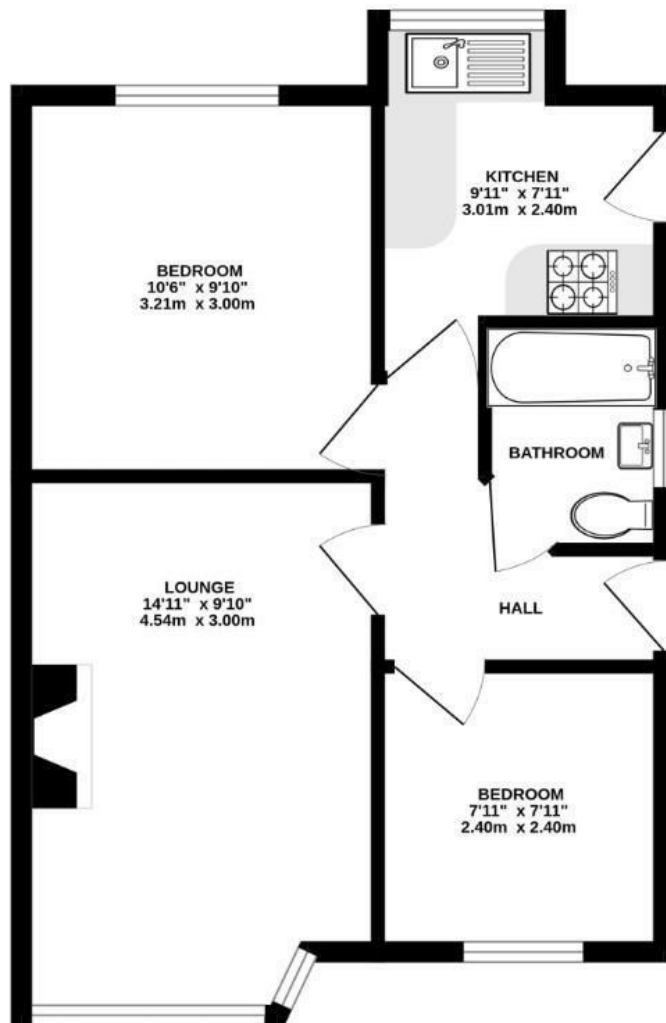 KITCHEN
9'11" x 7'11"
3.01m x 2.40m
BEDROOM
10'6" x 9'10"
3.21m x 3.00m
BATHROOM
LOUNGE
14'11" x 9'10"
4.54m x 3.00m
HALL
BEDROOM
7'11" x 7'11"
2.40m x 2.40m